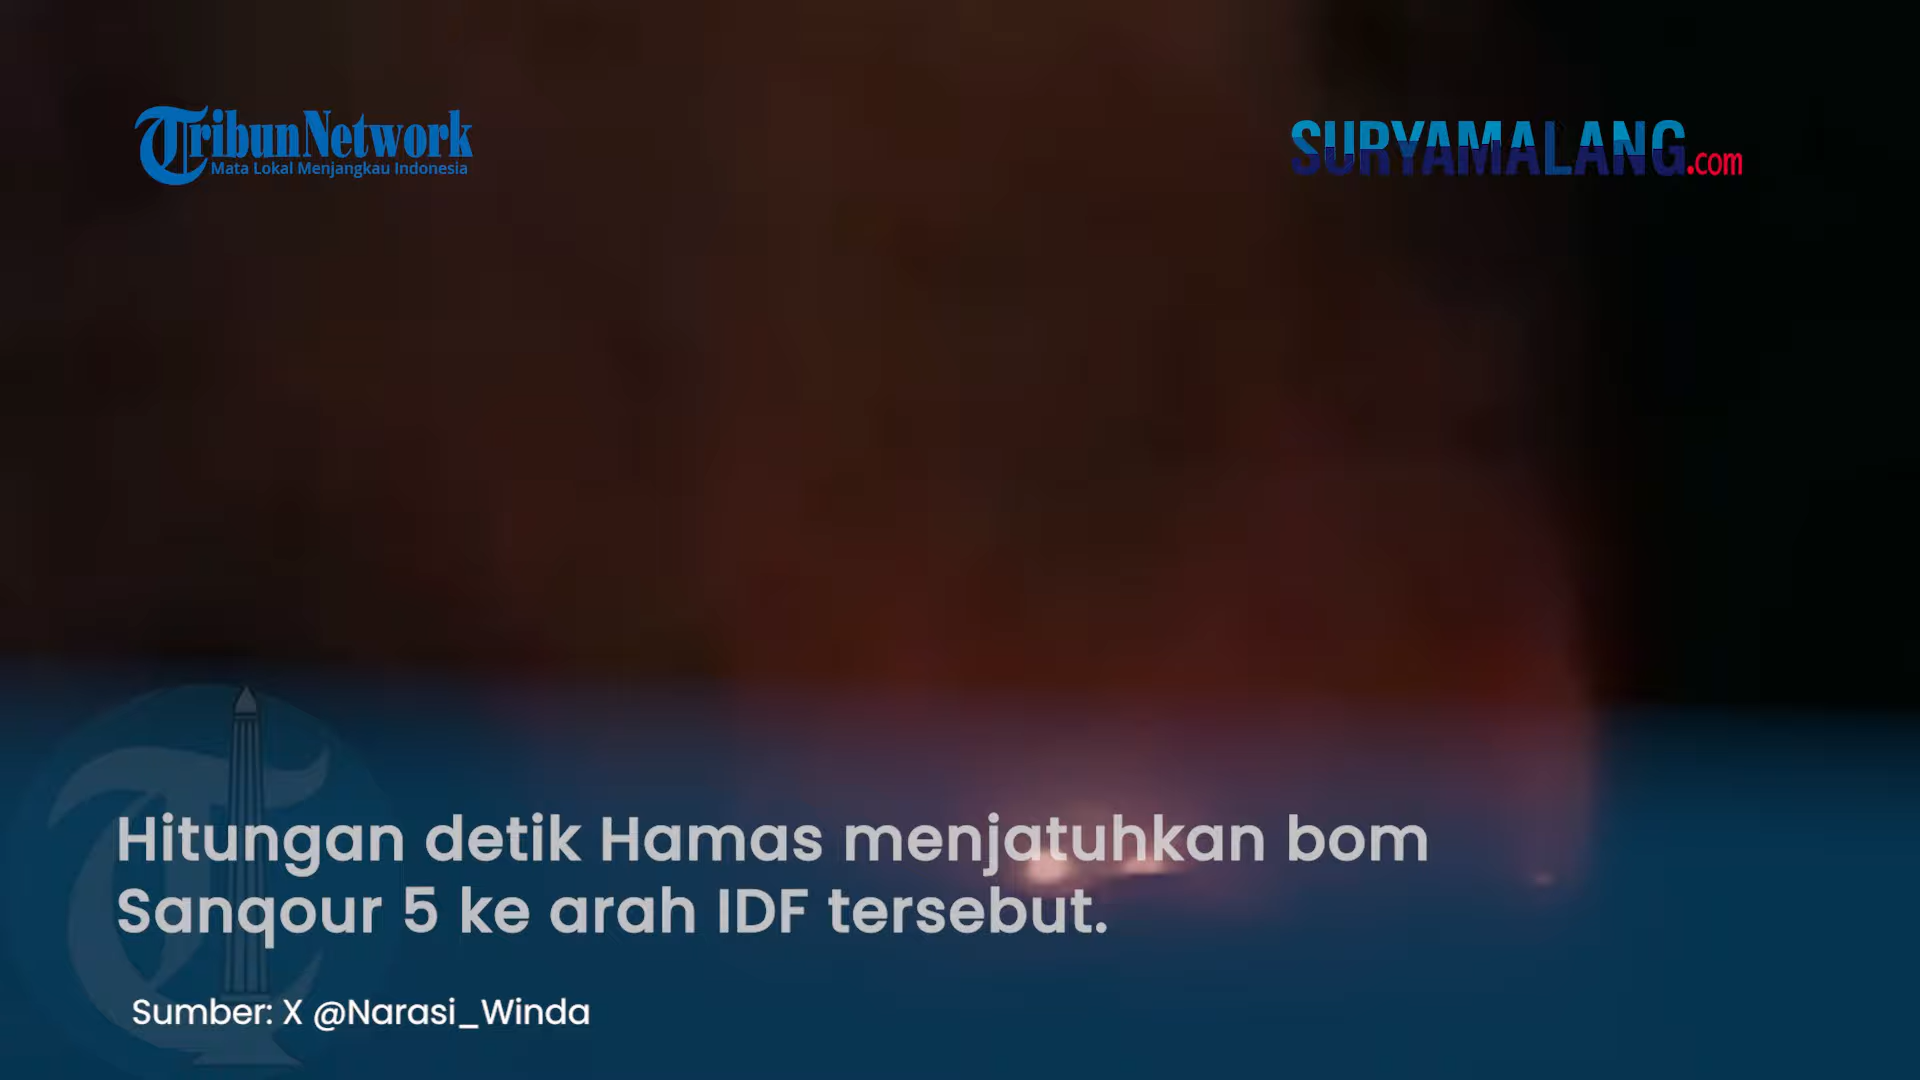 TribunNetwork
Mata Lokal Menjangkau Indonesia
SURYAMALANG.com
Hitungan detik Hamas menjatuhkan bom
Sanqour 5 ke arah IDF tersebut.
Sumber: X @Narasi_Winda